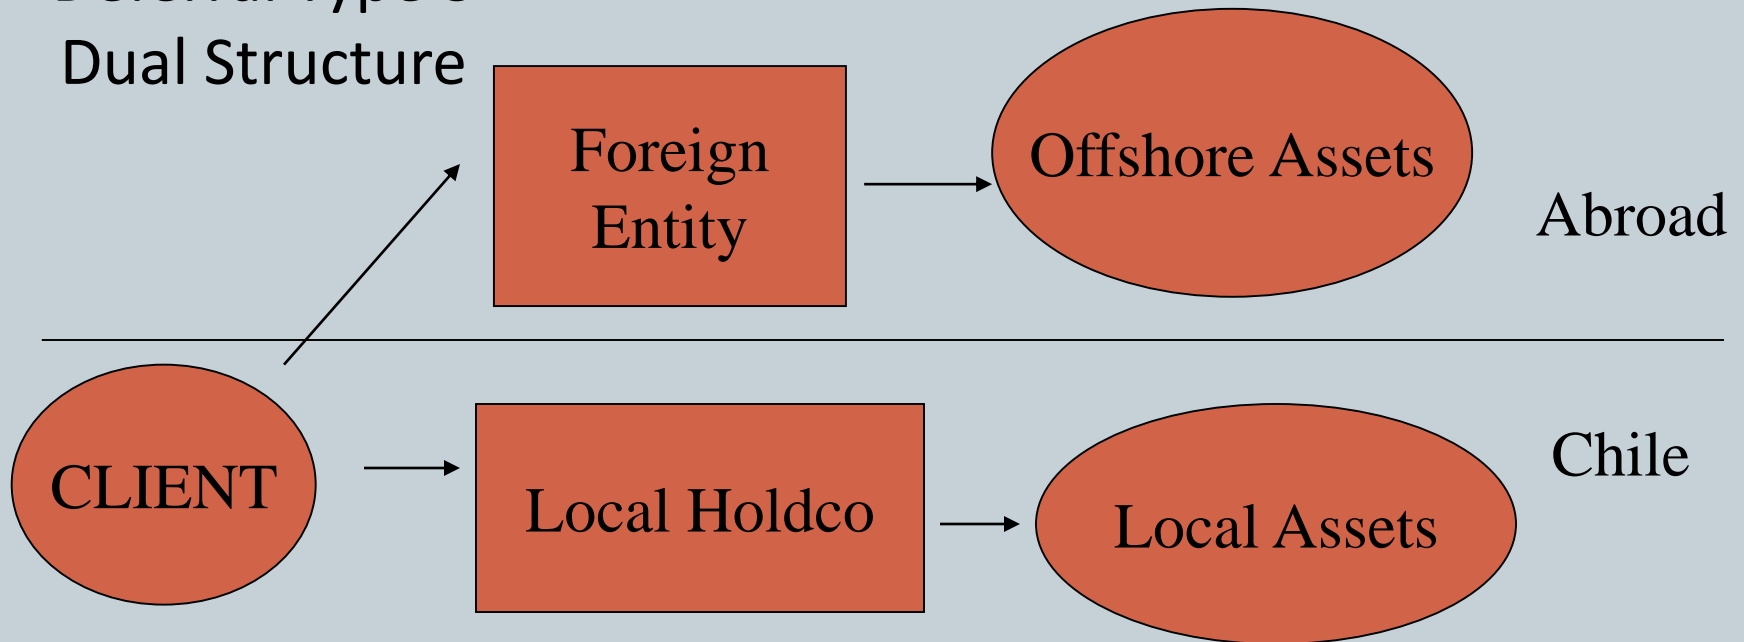 Dual Structure
Foreign
Entity
Offshore Assets
Abroad
CLIENT
Local Holdco
Local Assets
Chile